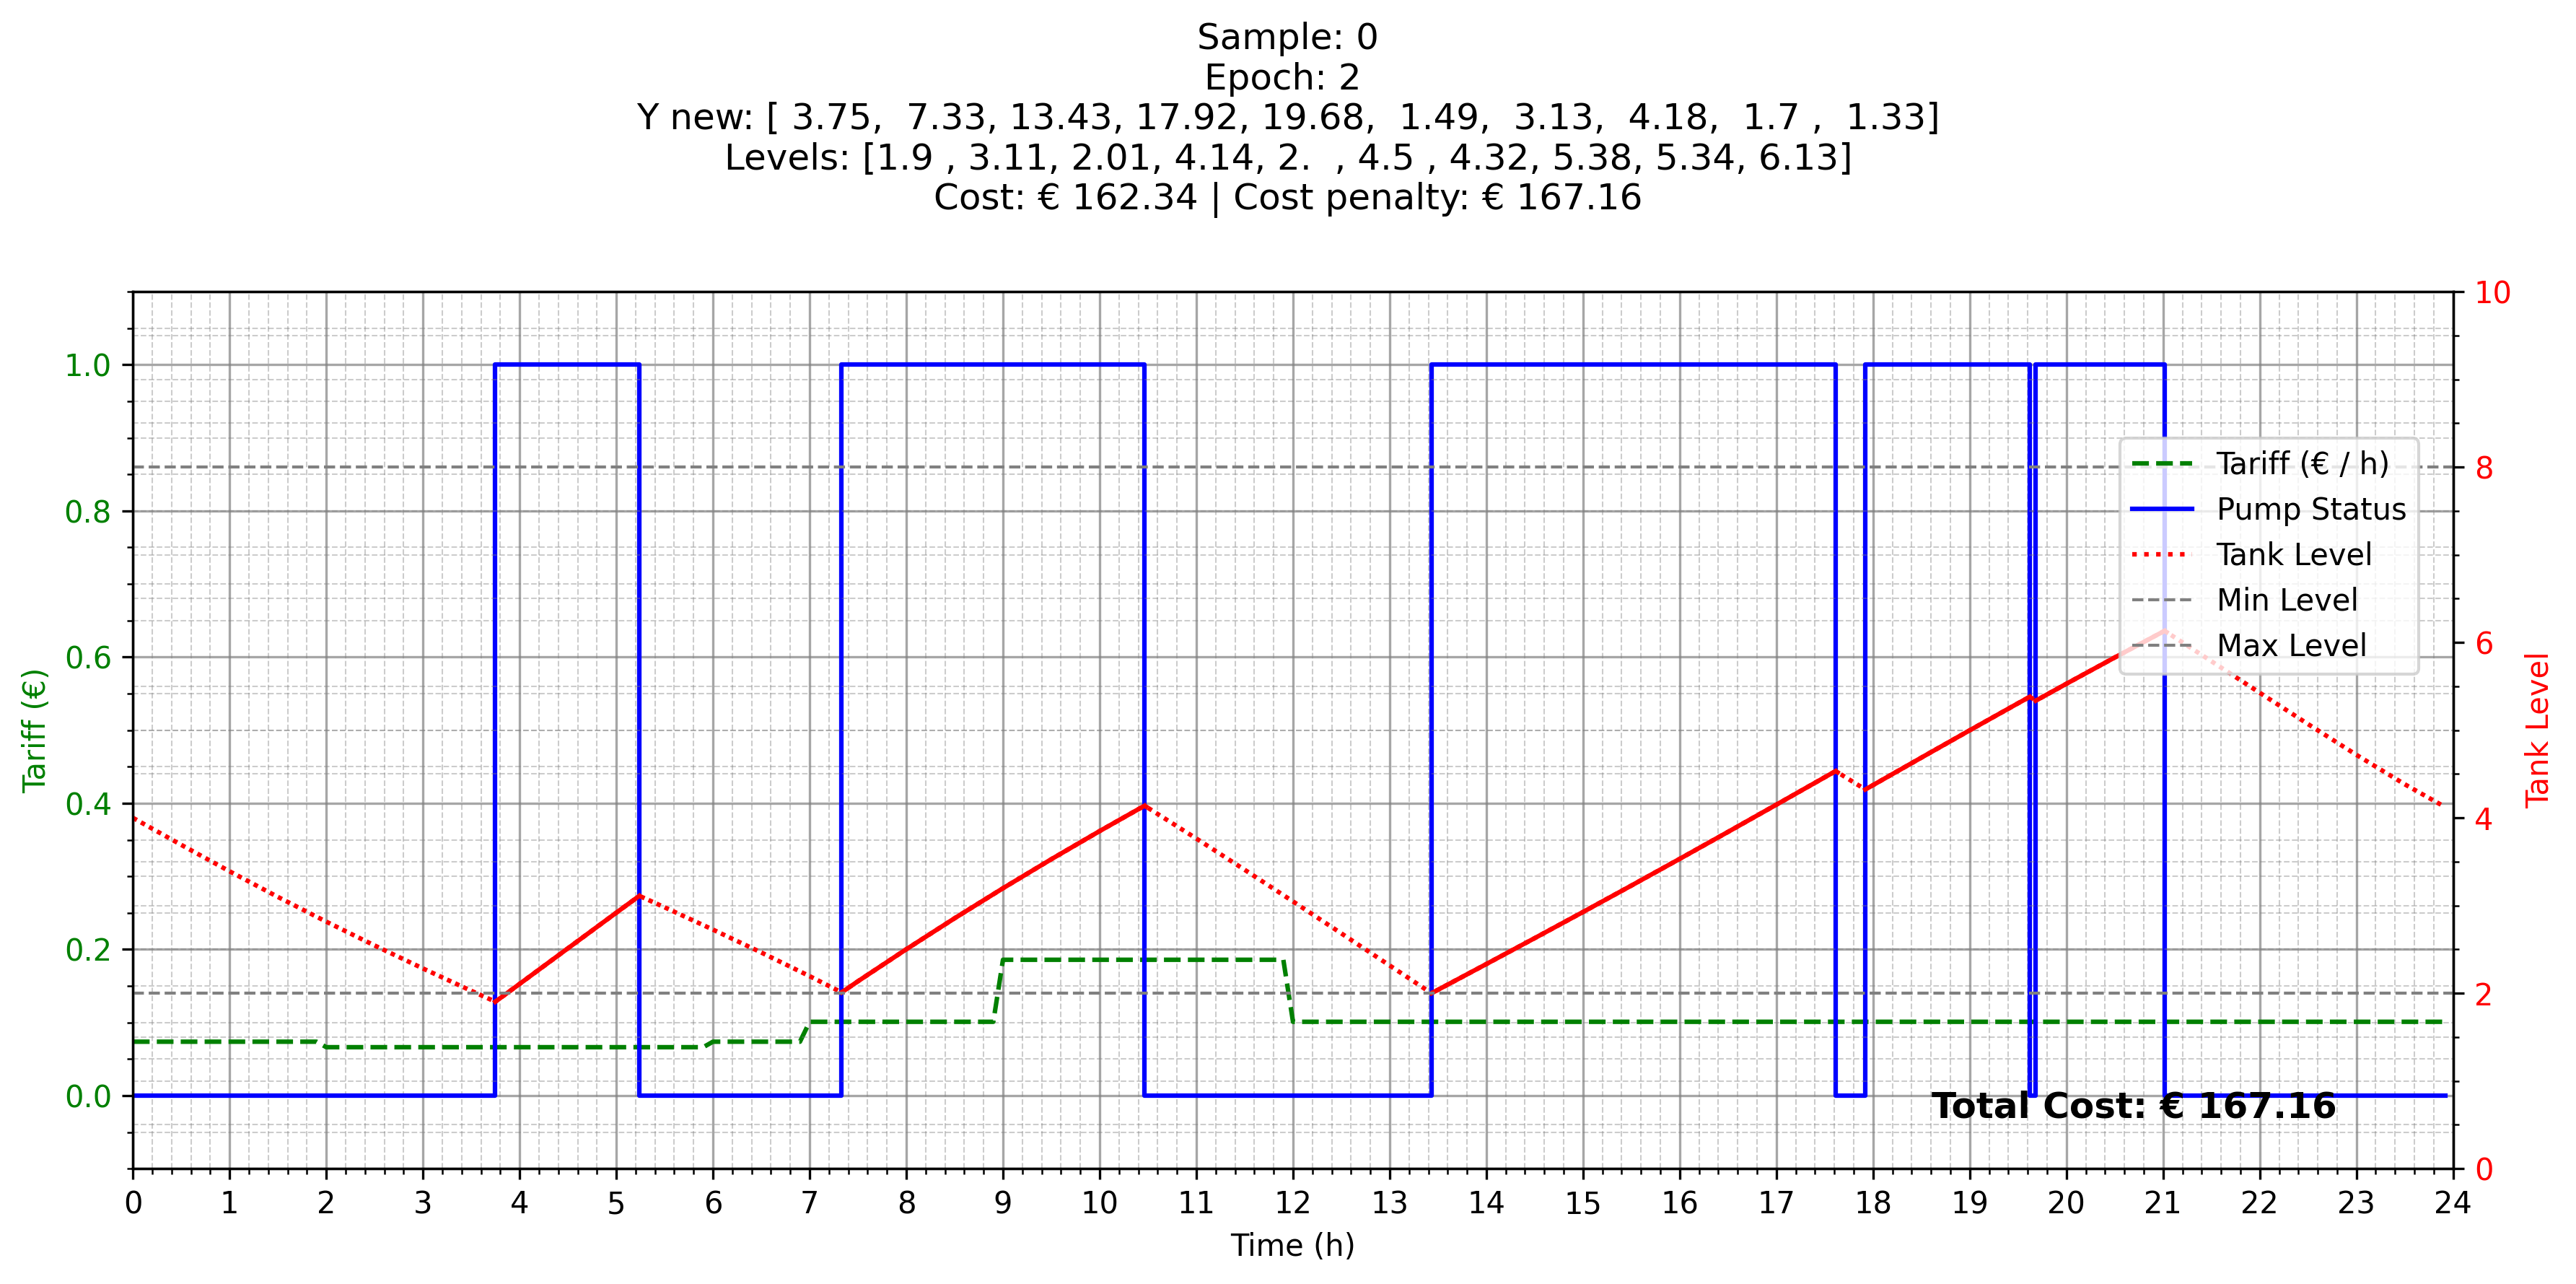 Sample: 0
Epoch: 2
Y new: [ 3.75,  7.33, 13.43, 17.92, 19.68,  1.49,  3.13,  4.18,  1.7 ,  1.33]
Levels: [1.9 , 3.11, 2.01, 4.14, 2.  , 4.5 , 4.32, 5.38, 5.34, 6.13]
Cost: € 162.34 | Cost penalty: € 167.16
10
8
6
4
2
0
Tank Level
1.0
0.8
0.6
0.4
0.2
0.0
Tariff (€)
Tariff (€ / h)
Pump Status
Tank Level
Min Level
Max Level
Total Cost: € 167.16
0 1 2 3 4 5 6 7 8 9 10 11 12 13 14 15 16 17 18 19 20 21 22 23 24
Time (h)